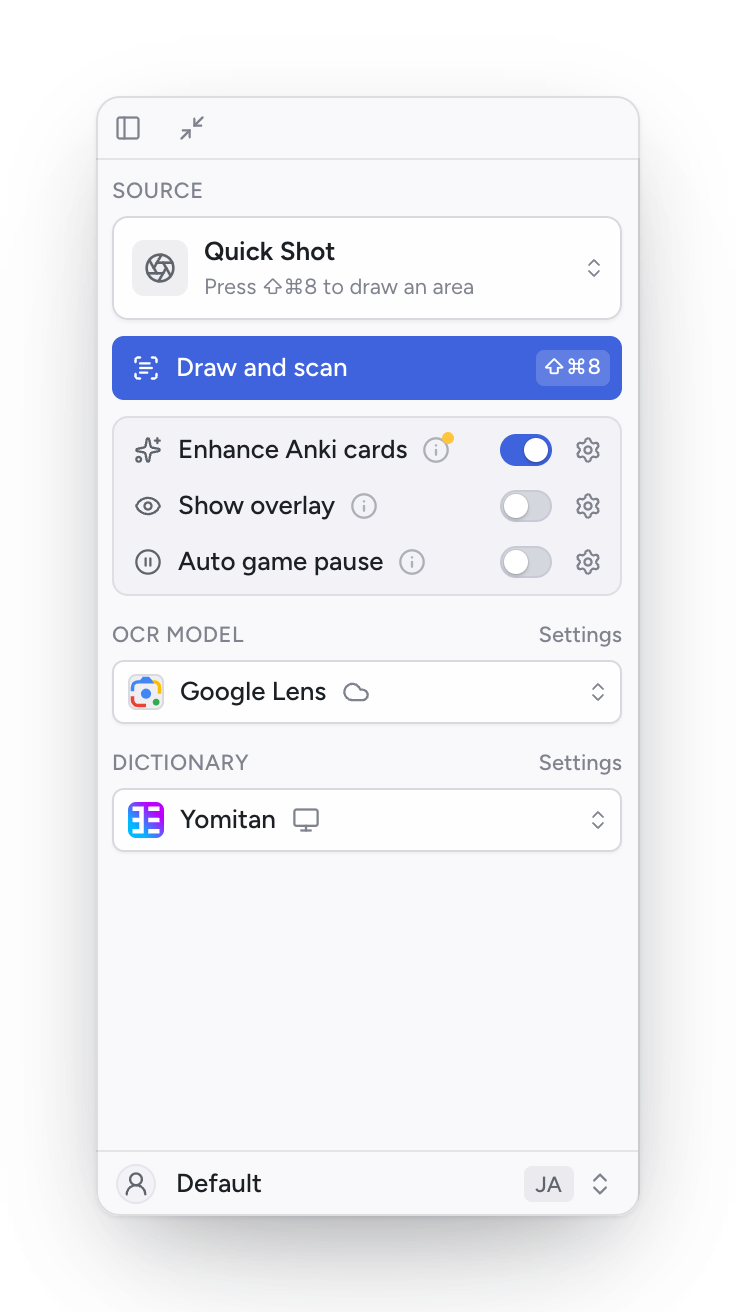 SOURCE
Quick Shot
Press ⇧⌘8 to draw an area
Draw and scan ⇧⌘8
Enhance Anki cards
Show overlay
Auto game pause
OCR MODEL Settings
Google Lens
DICTIONARY Settings
Yomitan
Default JA